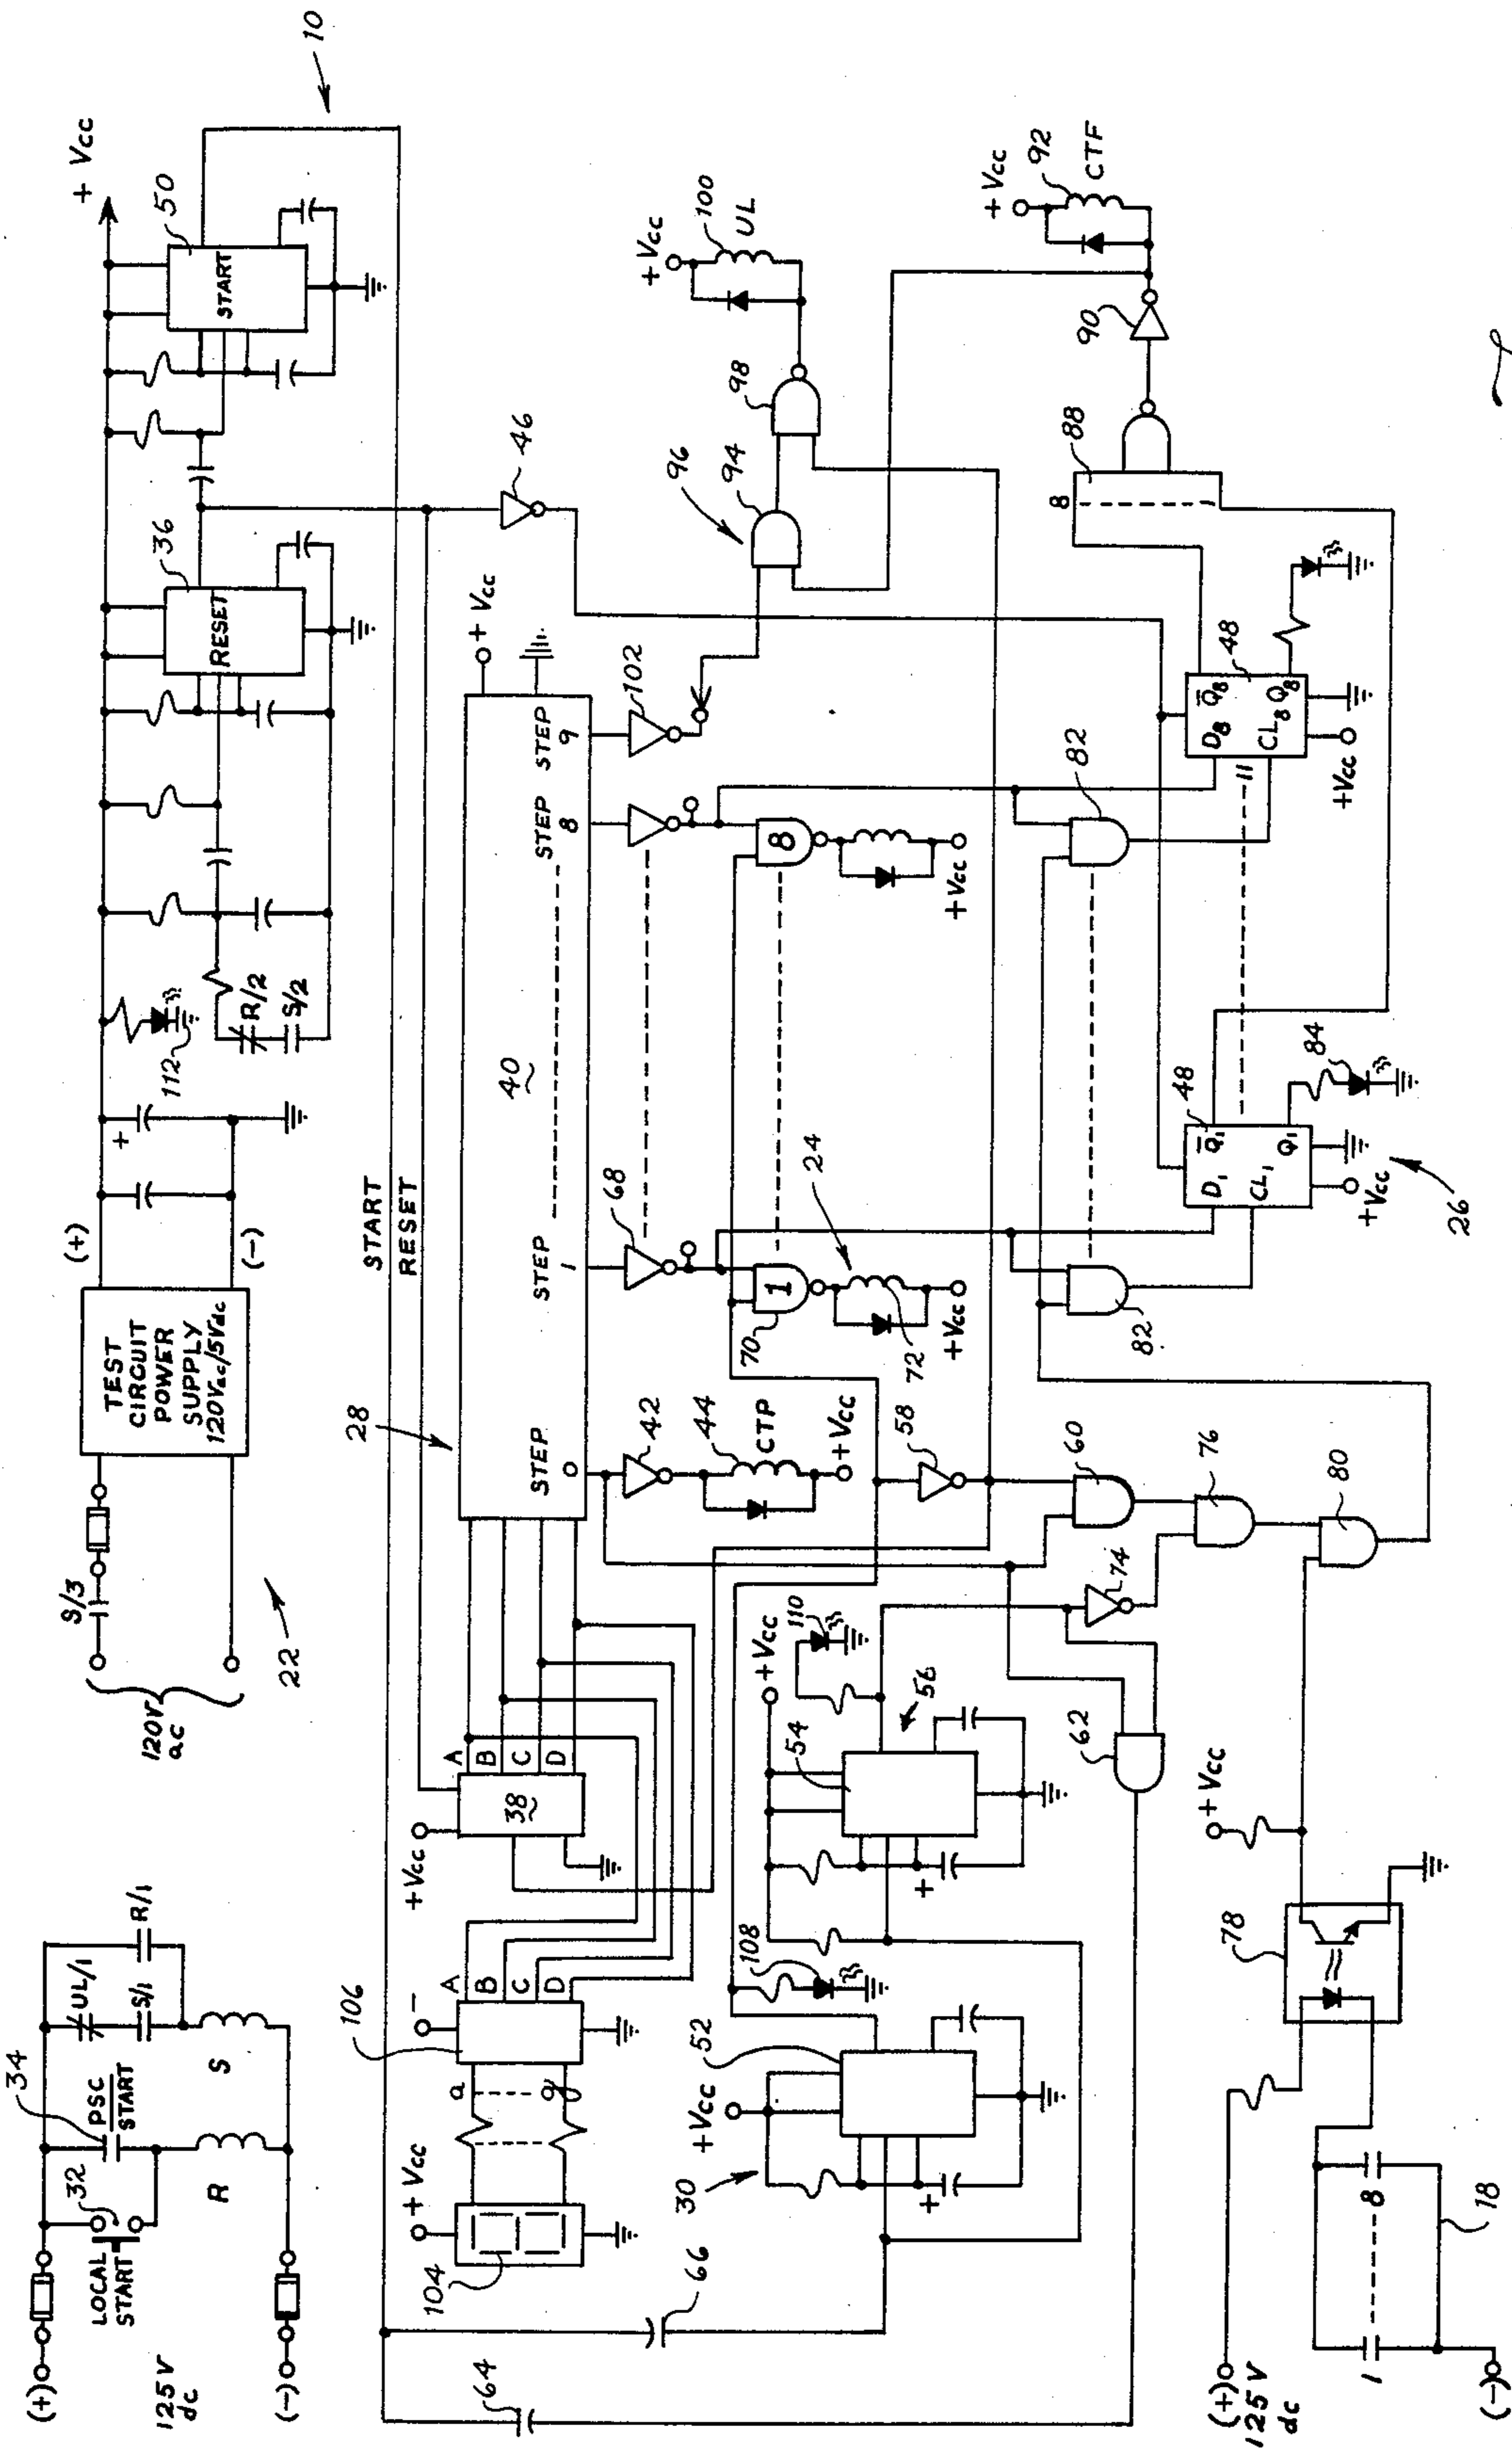 (+)
LOCAL
START
32
34
PSC
START
R
UL/1
S/1
R/1
S
125V
dc
(-)
120V
ac
S/3
22
TEST
CIRCUIT
POWER
SUPPLY
120Vac/5Vdc
(+)
(-)
+
112
R/2
S/2
RESET
36
START
50
+ Vcc
10
START
RESET
104
+ Vcc
a
g
106
−
A
B
C
D
+Vcc
38
A
B
C
D
28
40
STEP
0
STEP
1
STEP
8
STEP
9
+ Vcc
46
42
44
CTP
+Vcc
68
1
70
72
24
+Vcc
8
+Vcc
102
96
94
98
+ Vcc
100
UL
64
66
30
+Vcc
+
52
108
+Vcc
+
54
56
110
58
60
62
74
76
80
82
82
D1
Q̄1
CL1
Q1
48
84
+Vcc
26
11
D8
Q̄8
CL8
Q8
48
+Vcc
8
1
88
90
+Vcc
92
CTF
(+)
125V
dc
(-)
1
8
18
78
+Vcc